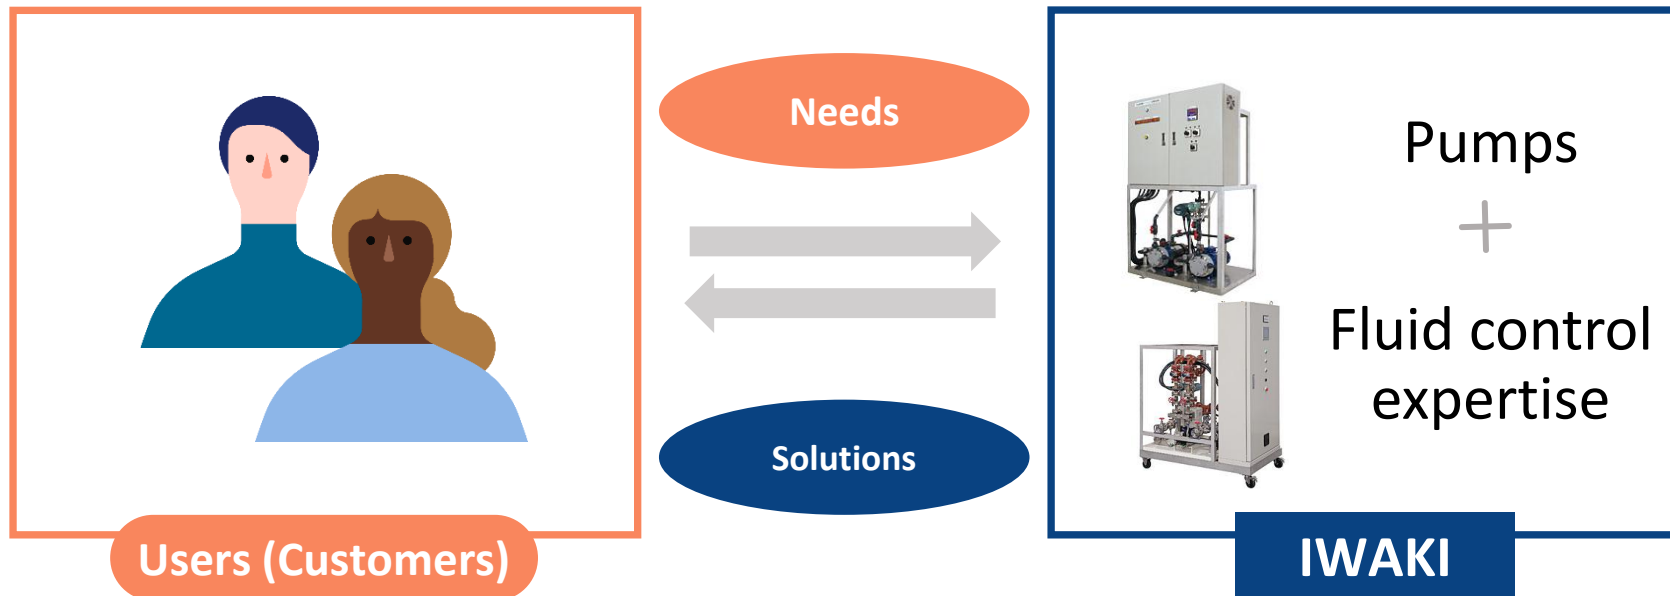 Needs
Solutions
Users (Customers)
Pumps
+
Fluid control
expertise
IWAKI